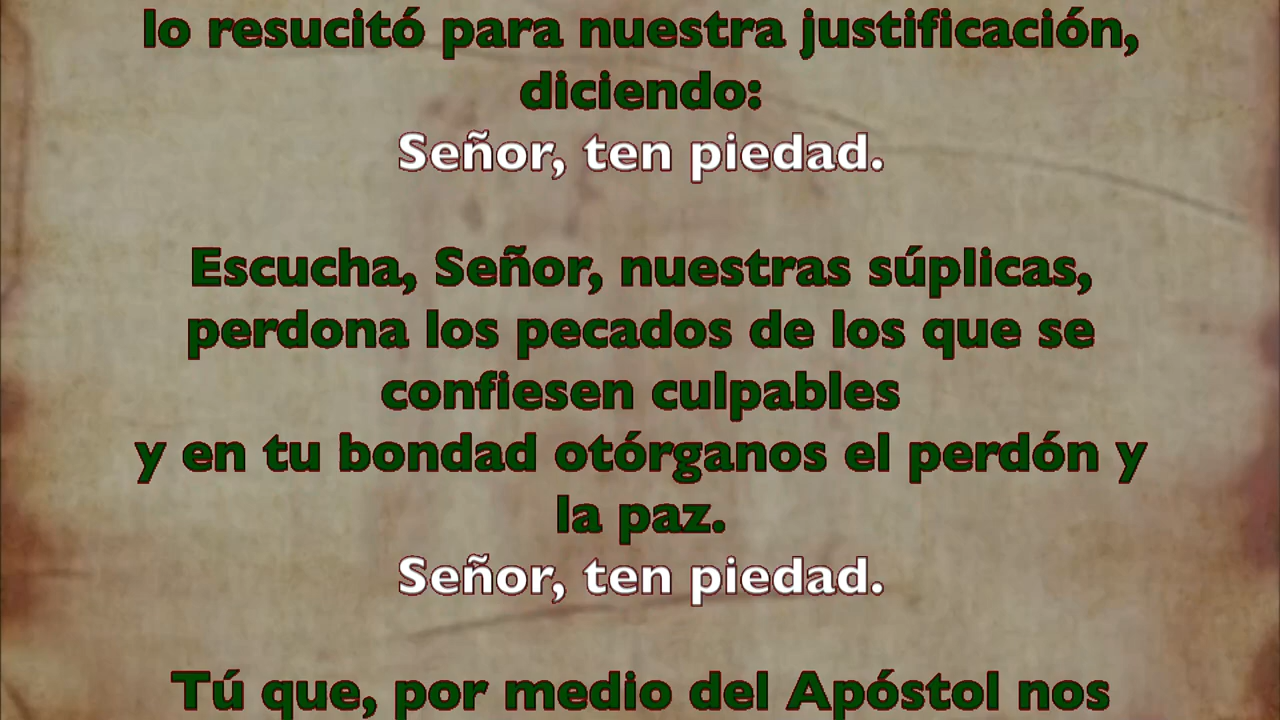 lo resucitó para nuestra justificación,
diciendo:
Señor, ten piedad.
Escucha, Señor, nuestras súplicas,
perdona los pecados de los que se
confiesen culpables
y en tu bondad otórganos el perdón y
la paz.
Señor, ten piedad.
Tú que, por medio del Apóstol nos